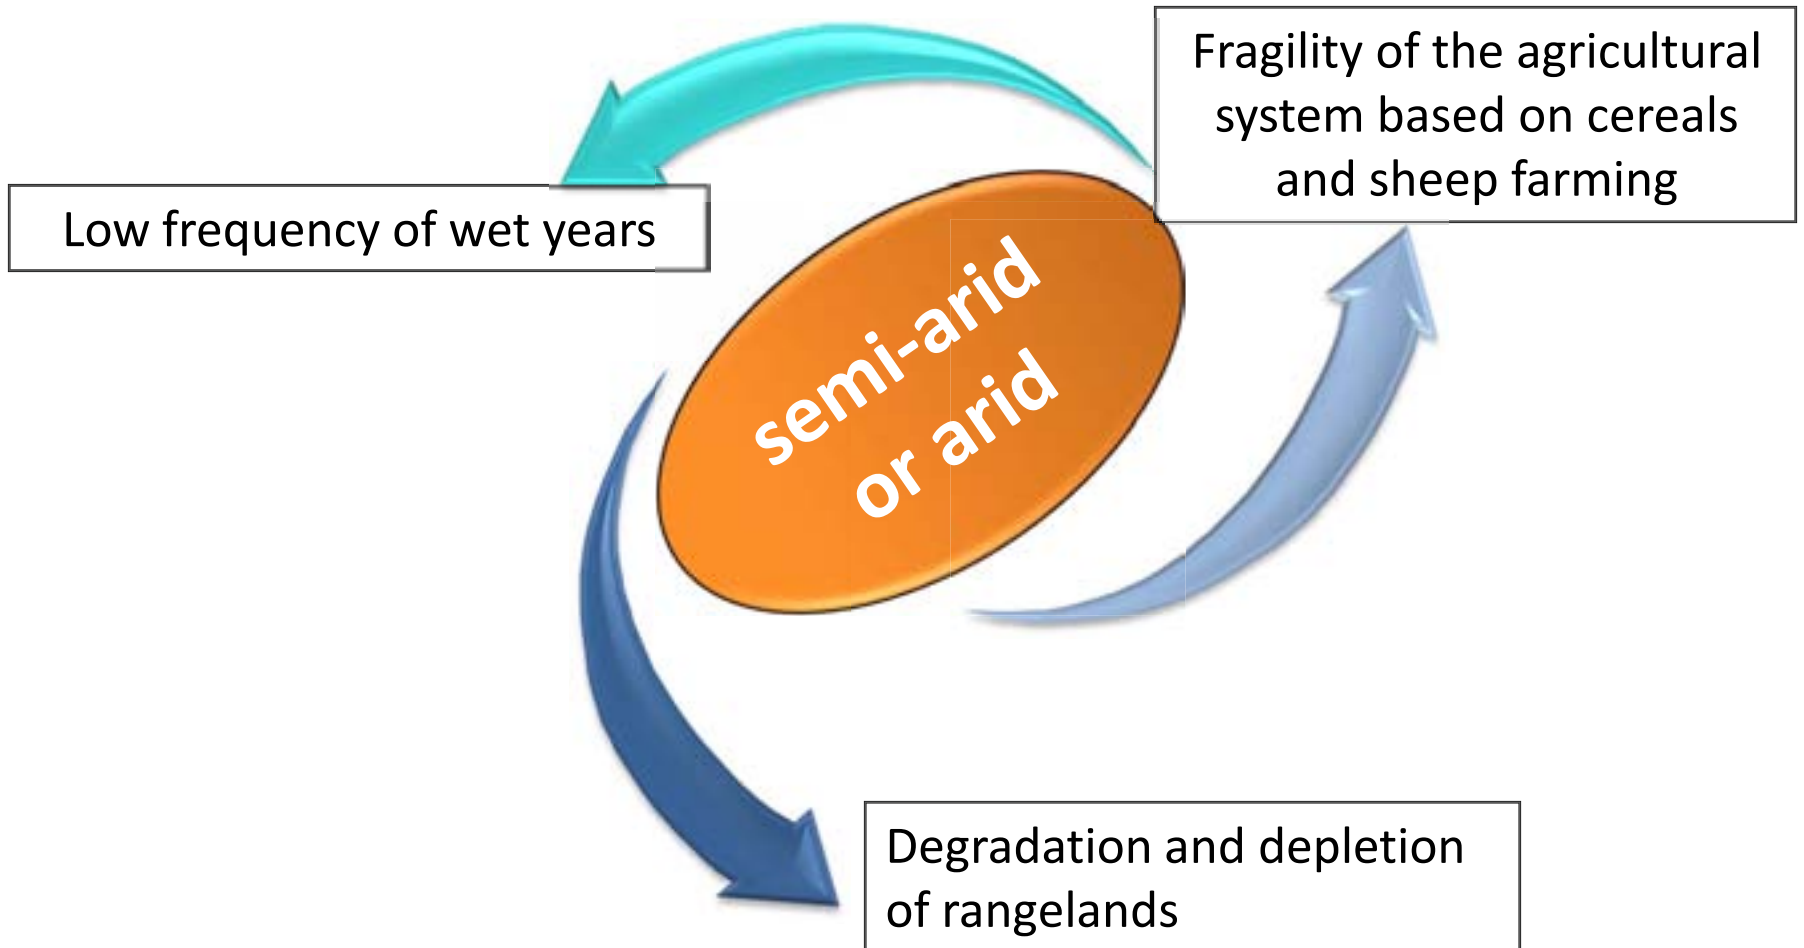 Fragility of the agricultural
system based on cereals
and sheep farming
Low frequency of wet years
semi-arid
or arid
Degradation and depletion
of rangelands